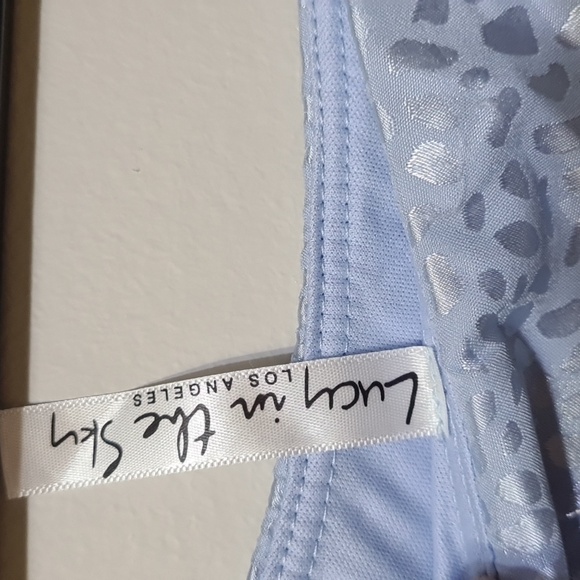 Lucy in the Sky
LOS ANGELES